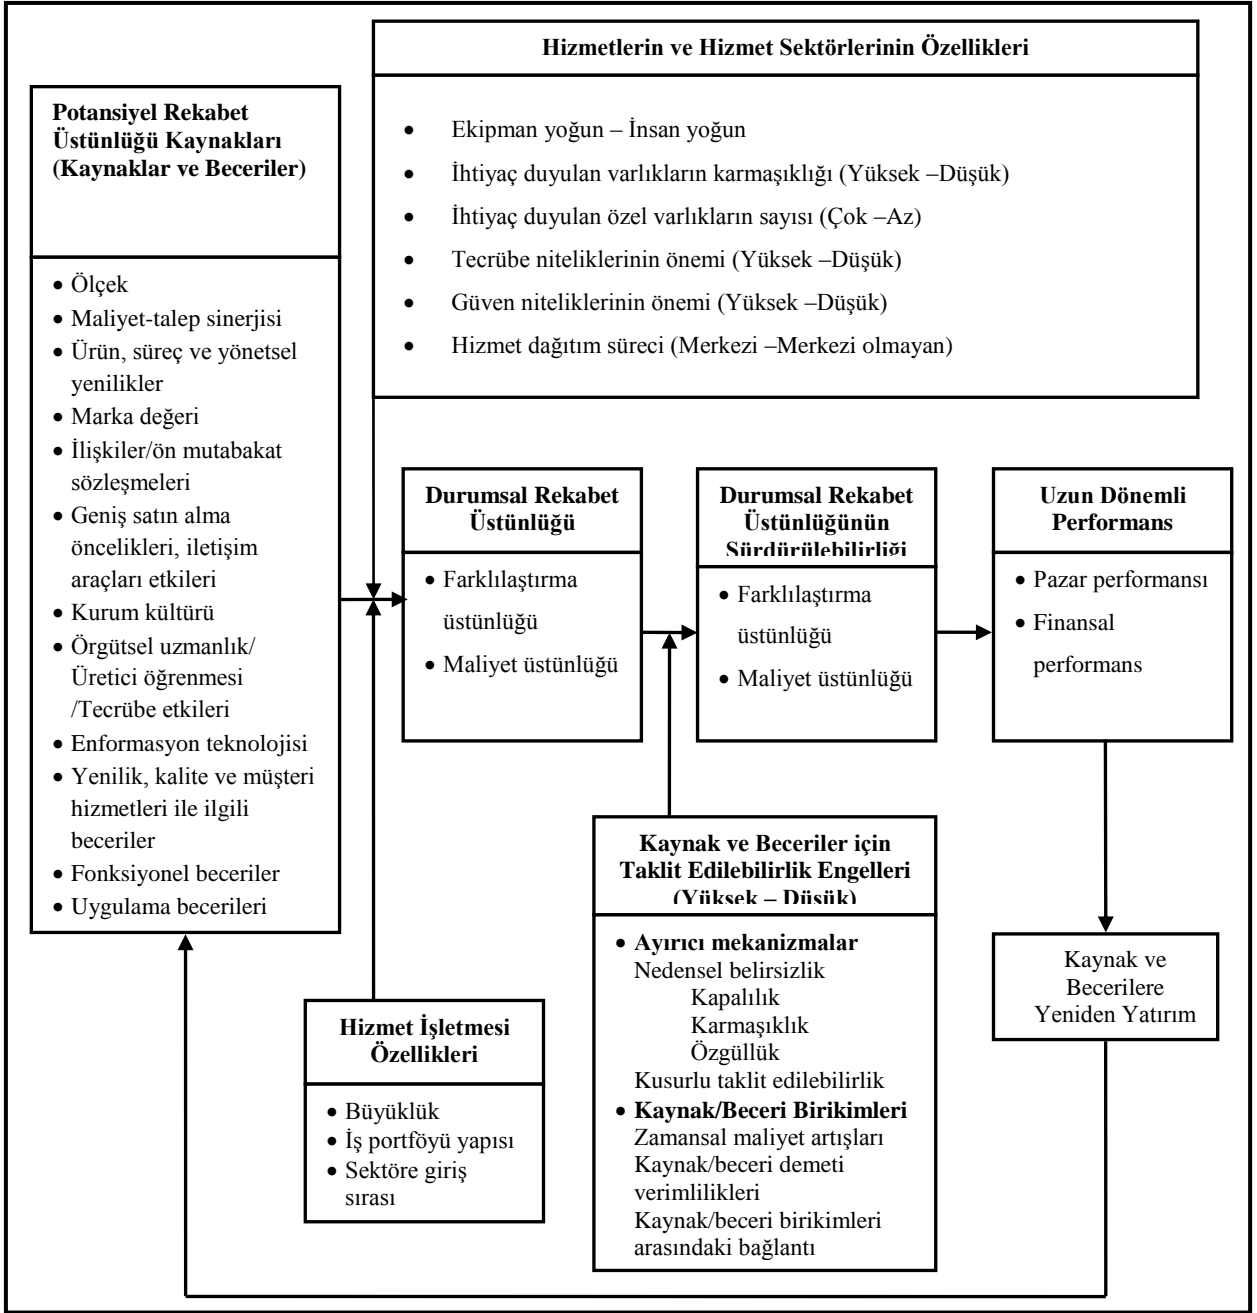 Hizmetlerin ve Hizmet Sektörlerinin Özellikleri
• Ekipman yoğun – İnsan yoğun
• İhtiyaç duyulan varlıkların karmaşıklığı (Yüksek –Düşük)
• İhtiyaç duyulan özel varlıkların sayısı (Çok –Az)
• Tecrübe niteliklerinin önemi (Yüksek –Düşük)
• Güven niteliklerinin önemi (Yüksek –Düşük)
• Hizmet dağıtım süreci (Merkezi –Merkezi olmayan)
Potansiyel Rekabet
Üstünlüğü Kaynakları
(Kaynaklar ve Beceriler)
• Ölçek
• Maliyet-talep sinerjisi
• Ürün, süreç ve yönetsel
yenilikler
• Marka değeri
• İlişkiler/ön mutabakat
sözleşmeleri
• Geniş satın alma
öncelikleri, iletişim
araçları etkileri
• Kurum kültürü
• Örgütsel uzmanlık/
Üretici öğrenmesi
/Tecrübe etkileri
• Enformasyon teknolojisi
• Yenilik, kalite ve müşteri
hizmetleri ile ilgili
beceriler
• Fonksiyonel beceriler
• Uygulama becerileri
Durumsal Rekabet
Üstünlüğü
• Farklılaştırma
üstünlüğü
• Maliyet üstünlüğü
Durumsal Rekabet
Üstünlüğünün
Sürdürülebilirliği
• Farklılaştırma
üstünlüğü
• Maliyet üstünlüğü
Uzun Dönemli
Performans
• Pazar performansı
• Finansal
performans
Hizmet İşletmesi
Özellikleri
• Büyüklük
• İş portföyü yapısı
• Sektöre giriş
sırası
Kaynak ve Beceriler için
Taklit Edilebilirlik Engelleri
(Yüksek – Düşük)
• Ayırıcı mekanizmalar
Nedensel belirsizlik
Kapalılık
Karmaşıklık
Özgüllük
Kusurlu taklit edilebilirlik
• Kaynak/Beceri Birikimleri
Zamansal maliyet artışları
Kaynak/beceri demeti
verimlilikleri
Kaynak/beceri birikimleri
arasındaki bağlantı
Kaynak ve
Becerilere
Yeniden Yatırım